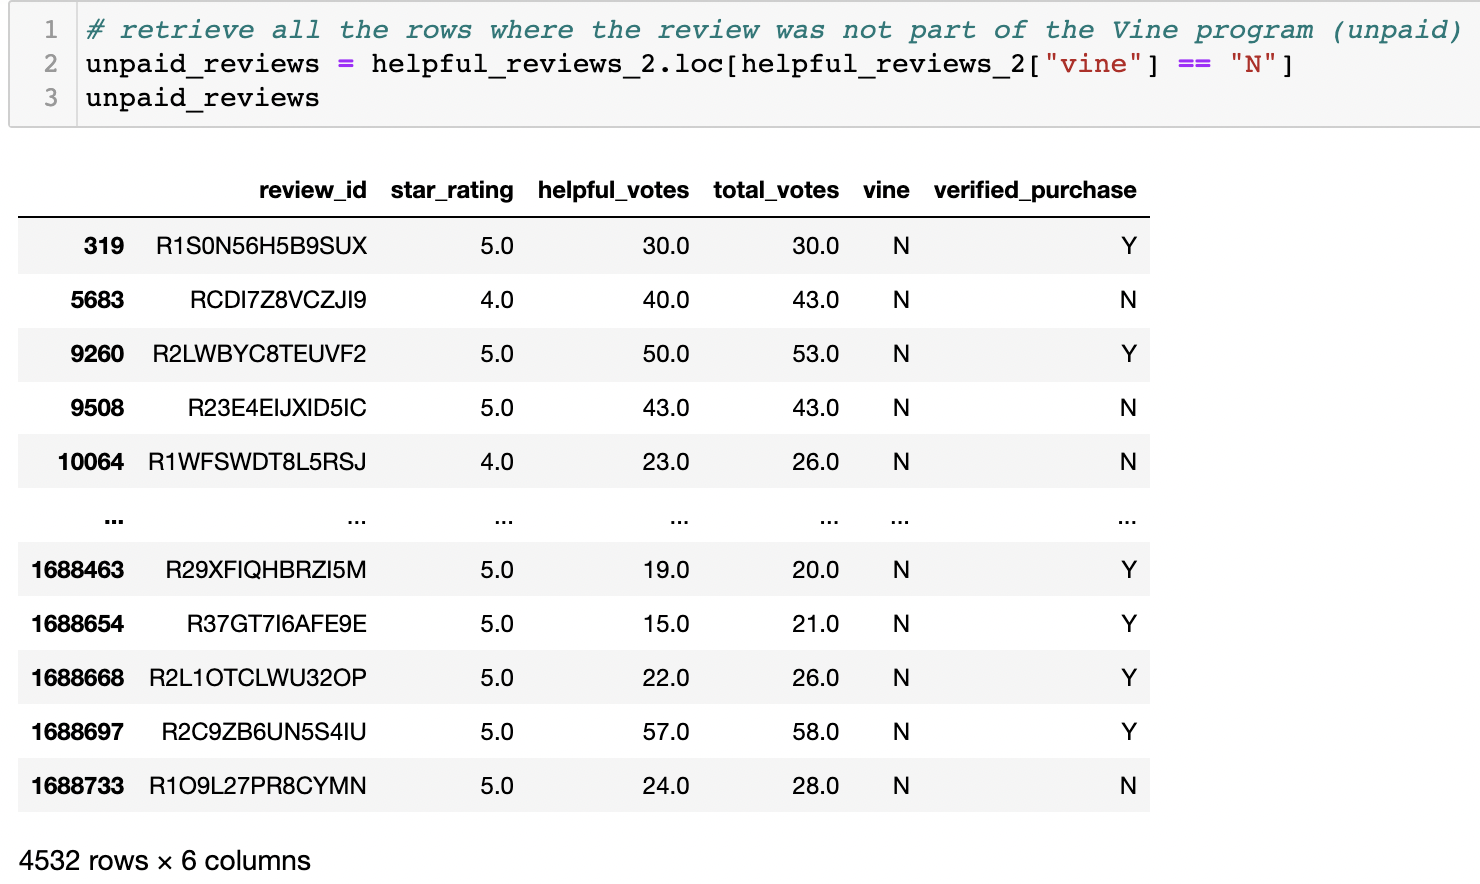 1 # retrieve all the rows where the review was not part of the Vine program (unpaid)
2 unpaid_reviews = helpful_reviews_2.loc[helpful_reviews_2["vine"] == "N"]
3 unpaid_reviews
review_id star_rating helpful_votes total_votes vine verified_purchase
319 R1S0N56H5B9SUX 5.0 30.0 30.0 N Y
5683 RCDI7Z8VCZJI9 4.0 40.0 43.0 N N
9260 R2LWBYC8TEUVF2 5.0 50.0 53.0 N Y
9508 R23E4EIJXID5IC 5.0 43.0 43.0 N N
10064 R1WFSWDT8L5RSJ 4.0 23.0 26.0 N N
... ... ... ... ... ... ...
1688463 R29XFIQHBRZI5M 5.0 19.0 20.0 N Y
1688654 R37GT7I6AFE9E 5.0 15.0 21.0 N Y
1688668 R2L1OTCLWU32OP 5.0 22.0 26.0 N Y
1688697 R2C9ZB6UN5S4IU 5.0 57.0 58.0 N Y
1688733 R1O9L27PR8CYMN 5.0 24.0 28.0 N N
4532 rows × 6 columns